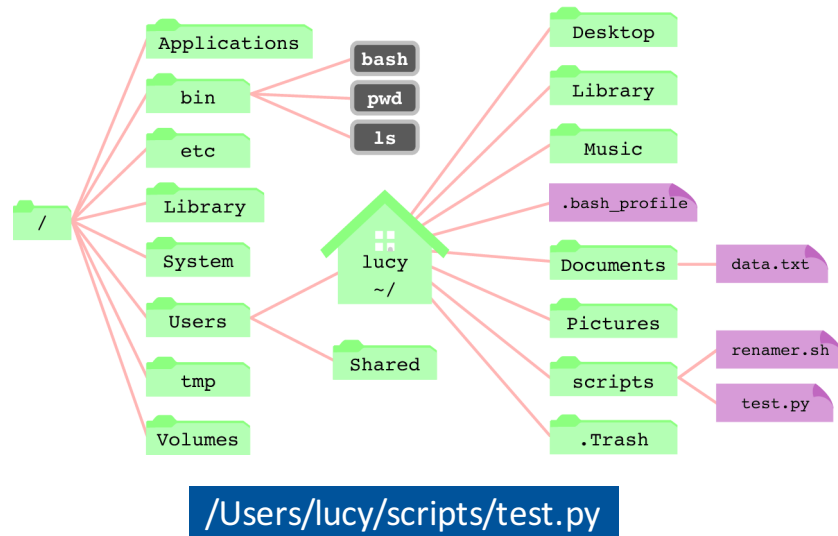 /
Applications
bin
etc
Library
System
Users
tmp
Volumes
bash
pwd
ls
lucy
~/
Shared
Desktop
Library
Music
.bash_profile
Documents
Pictures
scripts
.Trash
data.txt
renamer.sh
test.py
/Users/lucy/scripts/test.py